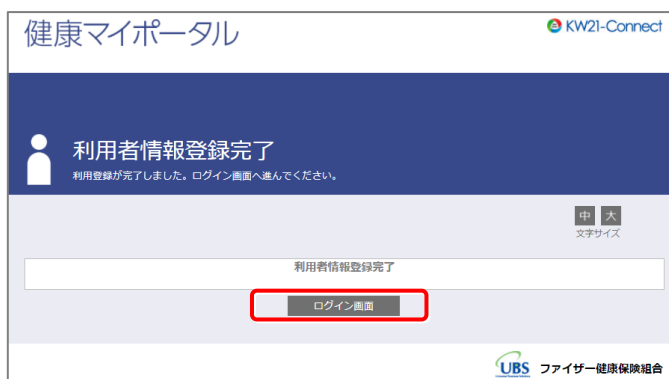 健康マイポータル
KW21-Connect
利用者情報登録完了
利用登録が完了しました。ログイン画面へ進んでください。
中 大
文字サイズ
利用者情報登録完了
ログイン画面
UBS ファイザー健康保険組合